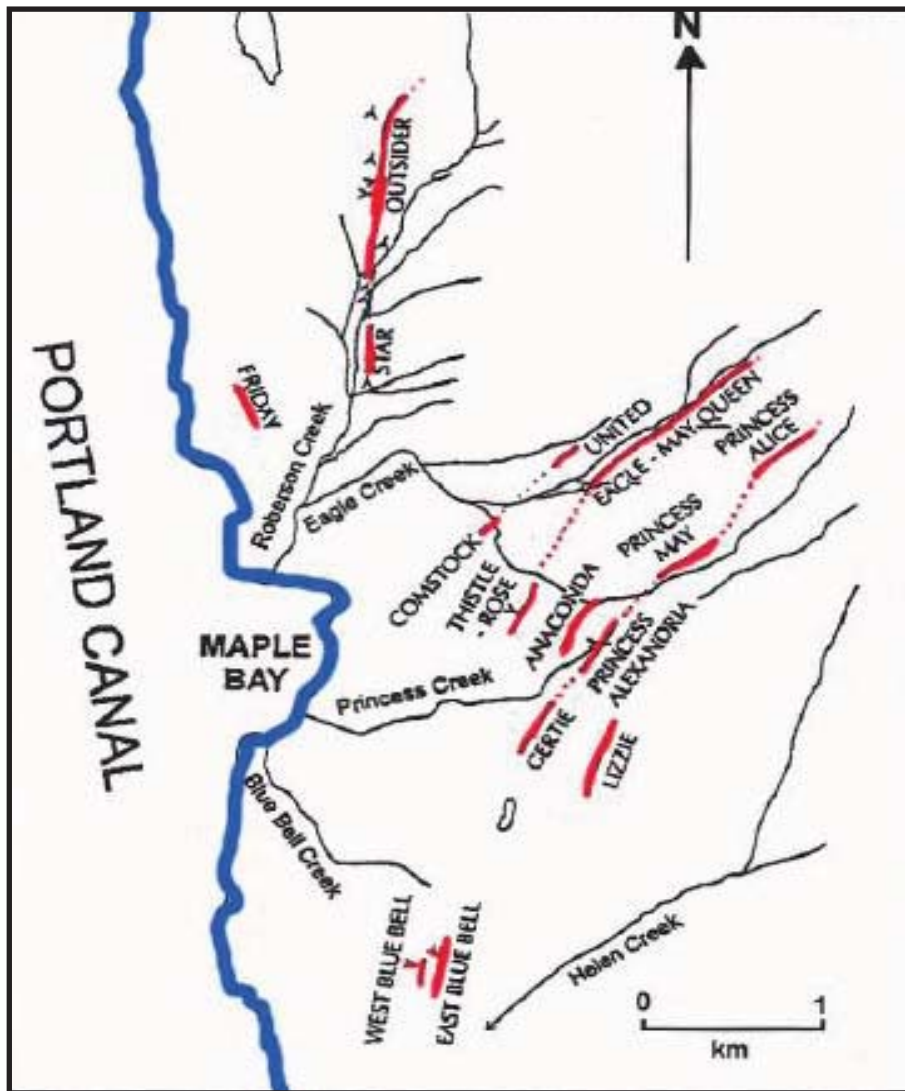 N
OUTSIDER
STAR
FRIDAY
PORTLAND CANAL
Roberson Creek
Eagle Creek
UNITED
EAGLE - MAY QUEEN
PRINCESS
ALICE
PRINCESS
MAY
COMSTOCK
THISTLE
- ROSE
ANACONDA
PRINCESS
ALEXANDRIA
MAPLE
BAY
Princess Creek
GERTIE
LIZZIE
Blue Bell Creek
WEST BLUE BELL
EAST BLUE BELL
Helen Creek
0 1
km